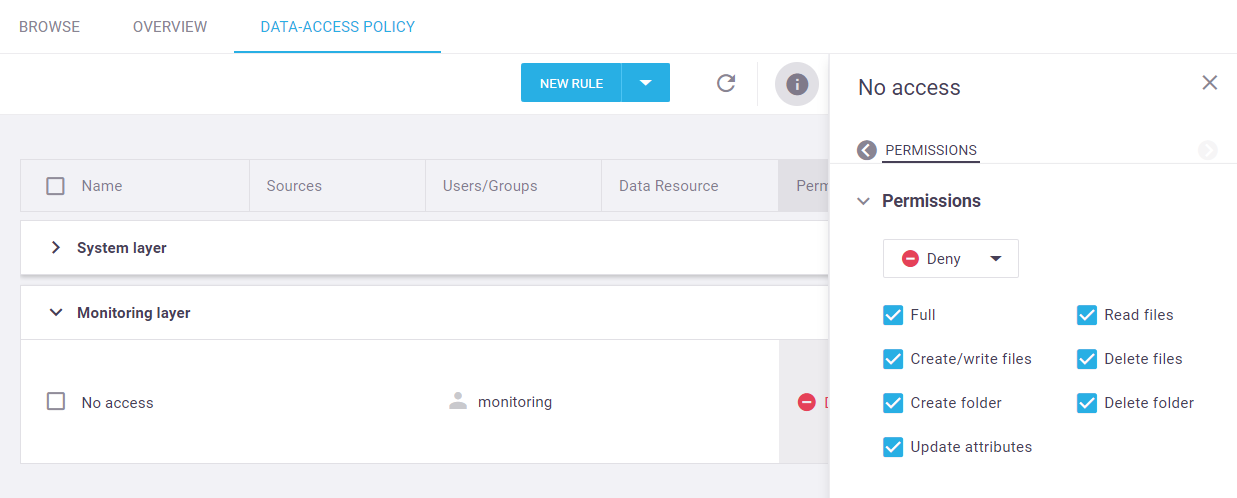 BROWSE OVERVIEW DATA-ACCESS POLICY
NEW RULE
No access
PERMISSIONS
Name Sources Users/Groups Data Resource Perm
Permissions
System layer
Deny
Monitoring layer
Full Read files
Create/write files Delete files
No access monitoring
Create folder Delete folder
Update attributes